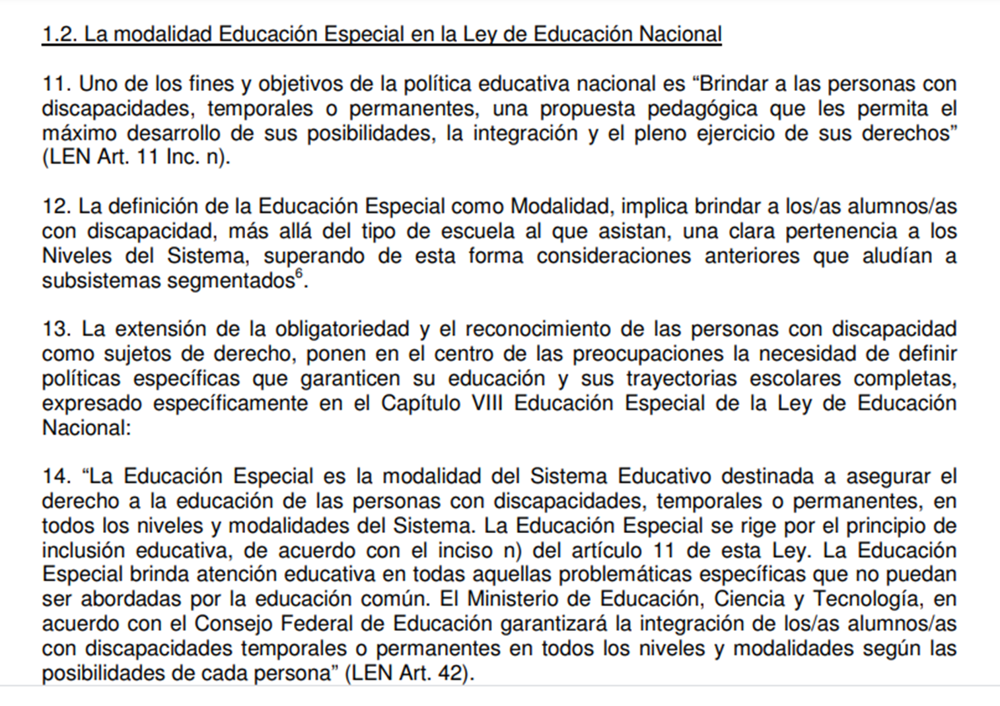 1.2. La modalidad Educación Especial en la Ley de Educación Nacional
11. Uno de los fines y objetivos de la política educativa nacional es “Brindar a las personas con
discapacidades, temporales o permanentes, una propuesta pedagógica que les permita el
máximo desarrollo de sus posibilidades, la integración y el pleno ejercicio de sus derechos”
(LEN Art. 11 Inc. n).
12. La definición de la Educación Especial como Modalidad, implica brindar a los/as alumnos/as
con discapacidad, más allá del tipo de escuela al que asistan, una clara pertenencia a los
Niveles del Sistema, superando de esta forma consideraciones anteriores que aludían a
subsistemas segmentados⁶.
13. La extensión de la obligatoriedad y el reconocimiento de las personas con discapacidad
como sujetos de derecho, ponen en el centro de las preocupaciones la necesidad de definir
políticas específicas que garanticen su educación y sus trayectorias escolares completas,
expresado específicamente en el Capítulo VIII Educación Especial de la Ley de Educación
Nacional:
14. “La Educación Especial es la modalidad del Sistema Educativo destinada a asegurar el
derecho a la educación de las personas con discapacidades, temporales o permanentes, en
todos los niveles y modalidades del Sistema. La Educación Especial se rige por el principio de
inclusión educativa, de acuerdo con el inciso n) del artículo 11 de esta Ley. La Educación
Especial brinda atención educativa en todas aquellas problemáticas específicas que no puedan
ser abordadas por la educación común. El Ministerio de Educación, Ciencia y Tecnología, en
acuerdo con el Consejo Federal de Educación garantizará la integración de los/as alumnos/as
con discapacidades temporales o permanentes en todos los niveles y modalidades según las
posibilidades de cada persona” (LEN Art. 42).